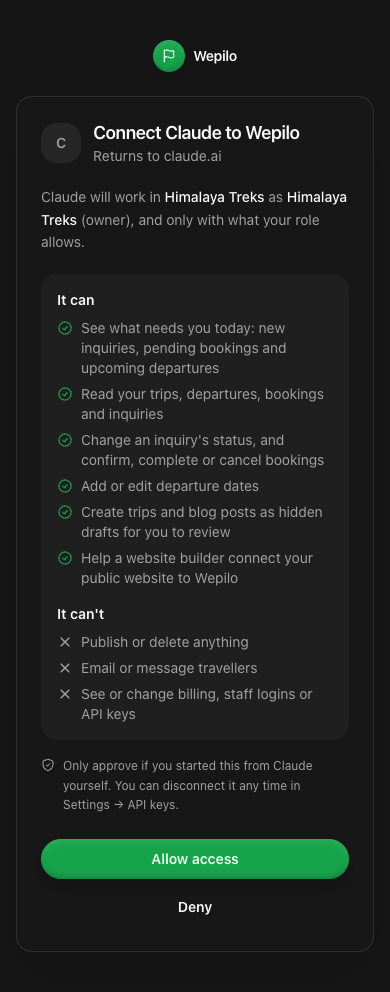 Wepilo
C
Connect Claude to Wepilo
Returns to claude.ai
Claude will work in Himalaya Treks as Himalaya
Treks (owner), and only with what your role
allows.
It can
See what needs you today: new
inquiries, pending bookings and
upcoming departures
Read your trips, departures, bookings
and inquiries
Change an inquiry's status, and
confirm, complete or cancel bookings
Add or edit departure dates
Create trips and blog posts as hidden
drafts for you to review
Help a website builder connect your
public website to Wepilo
It can't
Publish or delete anything
Email or message travellers
See or change billing, staff logins or
API keys
Only approve if you started this from Claude
yourself. You can disconnect it any time in
Settings → API keys.
Allow access
Deny